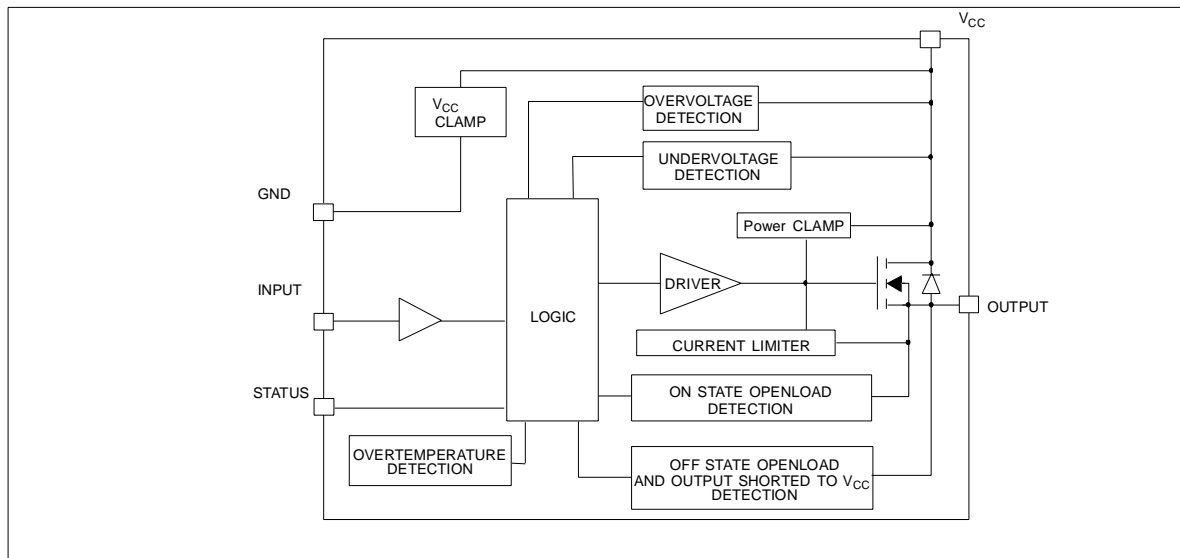 VCC
VCC
CLAMP
OVERVOLTAGE
DETECTION
UNDERVOLTAGE
DETECTION
GND
Power CLAMP
INPUT
DRIVER
LOGIC
OUTPUT
CURRENT LIMITER
STATUS
ON STATE OPENLOAD
DETECTION
OVERTEMPERATURE
DETECTION
OFF STATE OPENLOAD
AND OUTPUT SHORTED TO VCC
DETECTION